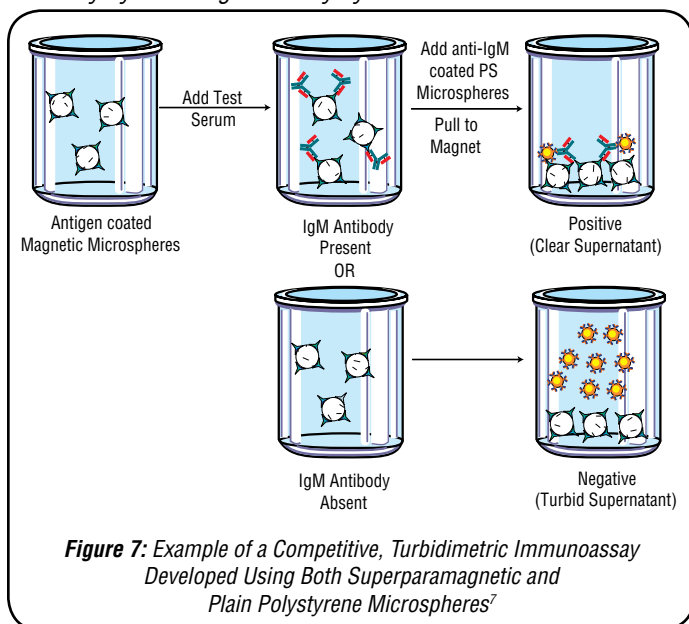 Add Test
Serum
Add anti-IgM
coated PS
Microspheres
Pull to
Magnet
Antigen coated
Magnetic Microspheres
IgM Antibody
Present
OR
Positive
(Clear Supernatant)
IgM Antibody
Absent
Negative
(Turbid Supernatant)
Figure 7: Example of a Competitive, Turbidimetric Immunoassay
Developed Using Both Superparamagnetic and
Plain Polystyrene Microspheres⁷